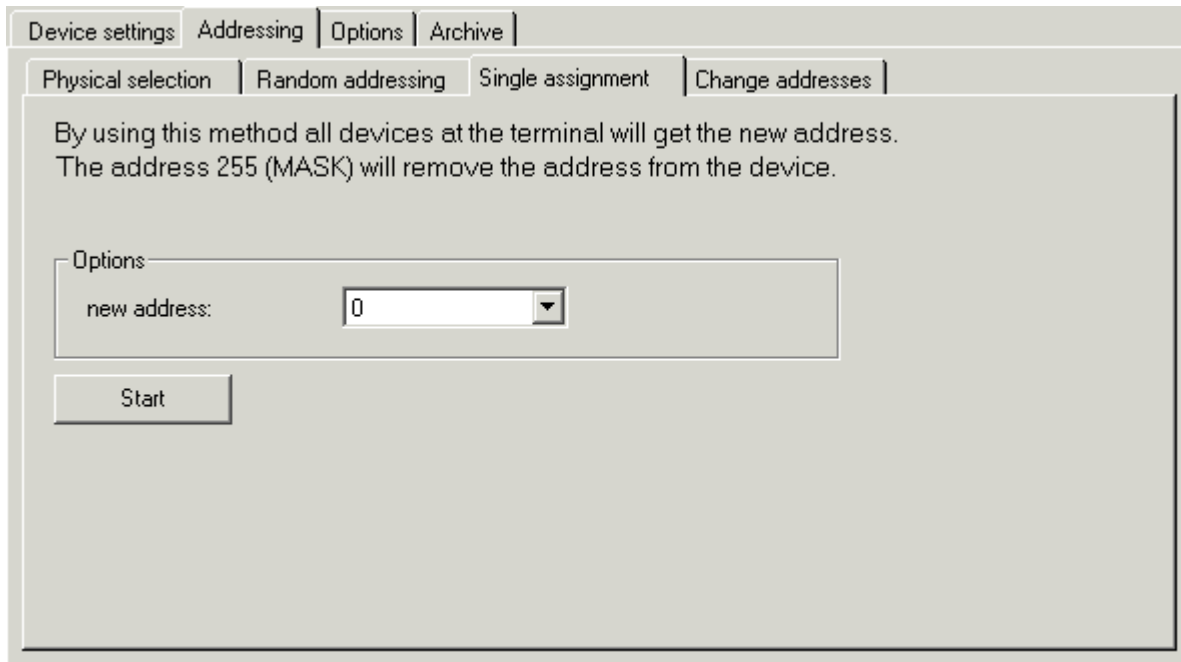 Device settings Addressing Options Archive
Physical selection Random addressing Single assignment Change addresses
By using this method all devices at the terminal will get the new address.
The address 255 (MASK) will remove the address from the device.
Options
new address: 0
Start